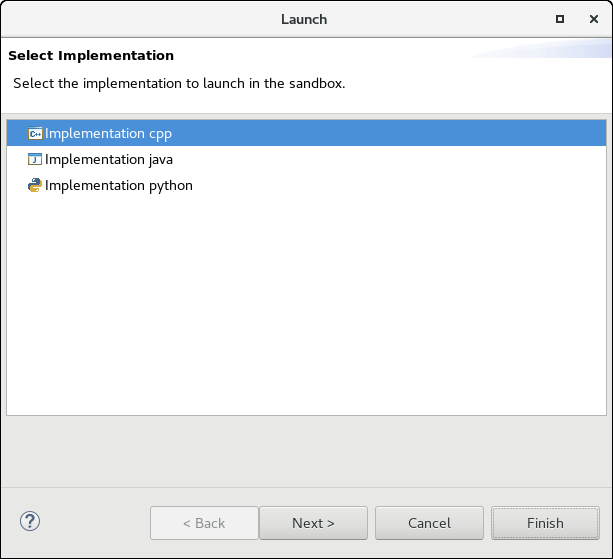 Launch
Select Implementation
Select the implementation to launch in the sandbox.
C++ Implementation cpp
J Implementation java
Implementation python
? < Back Next > Cancel Finish